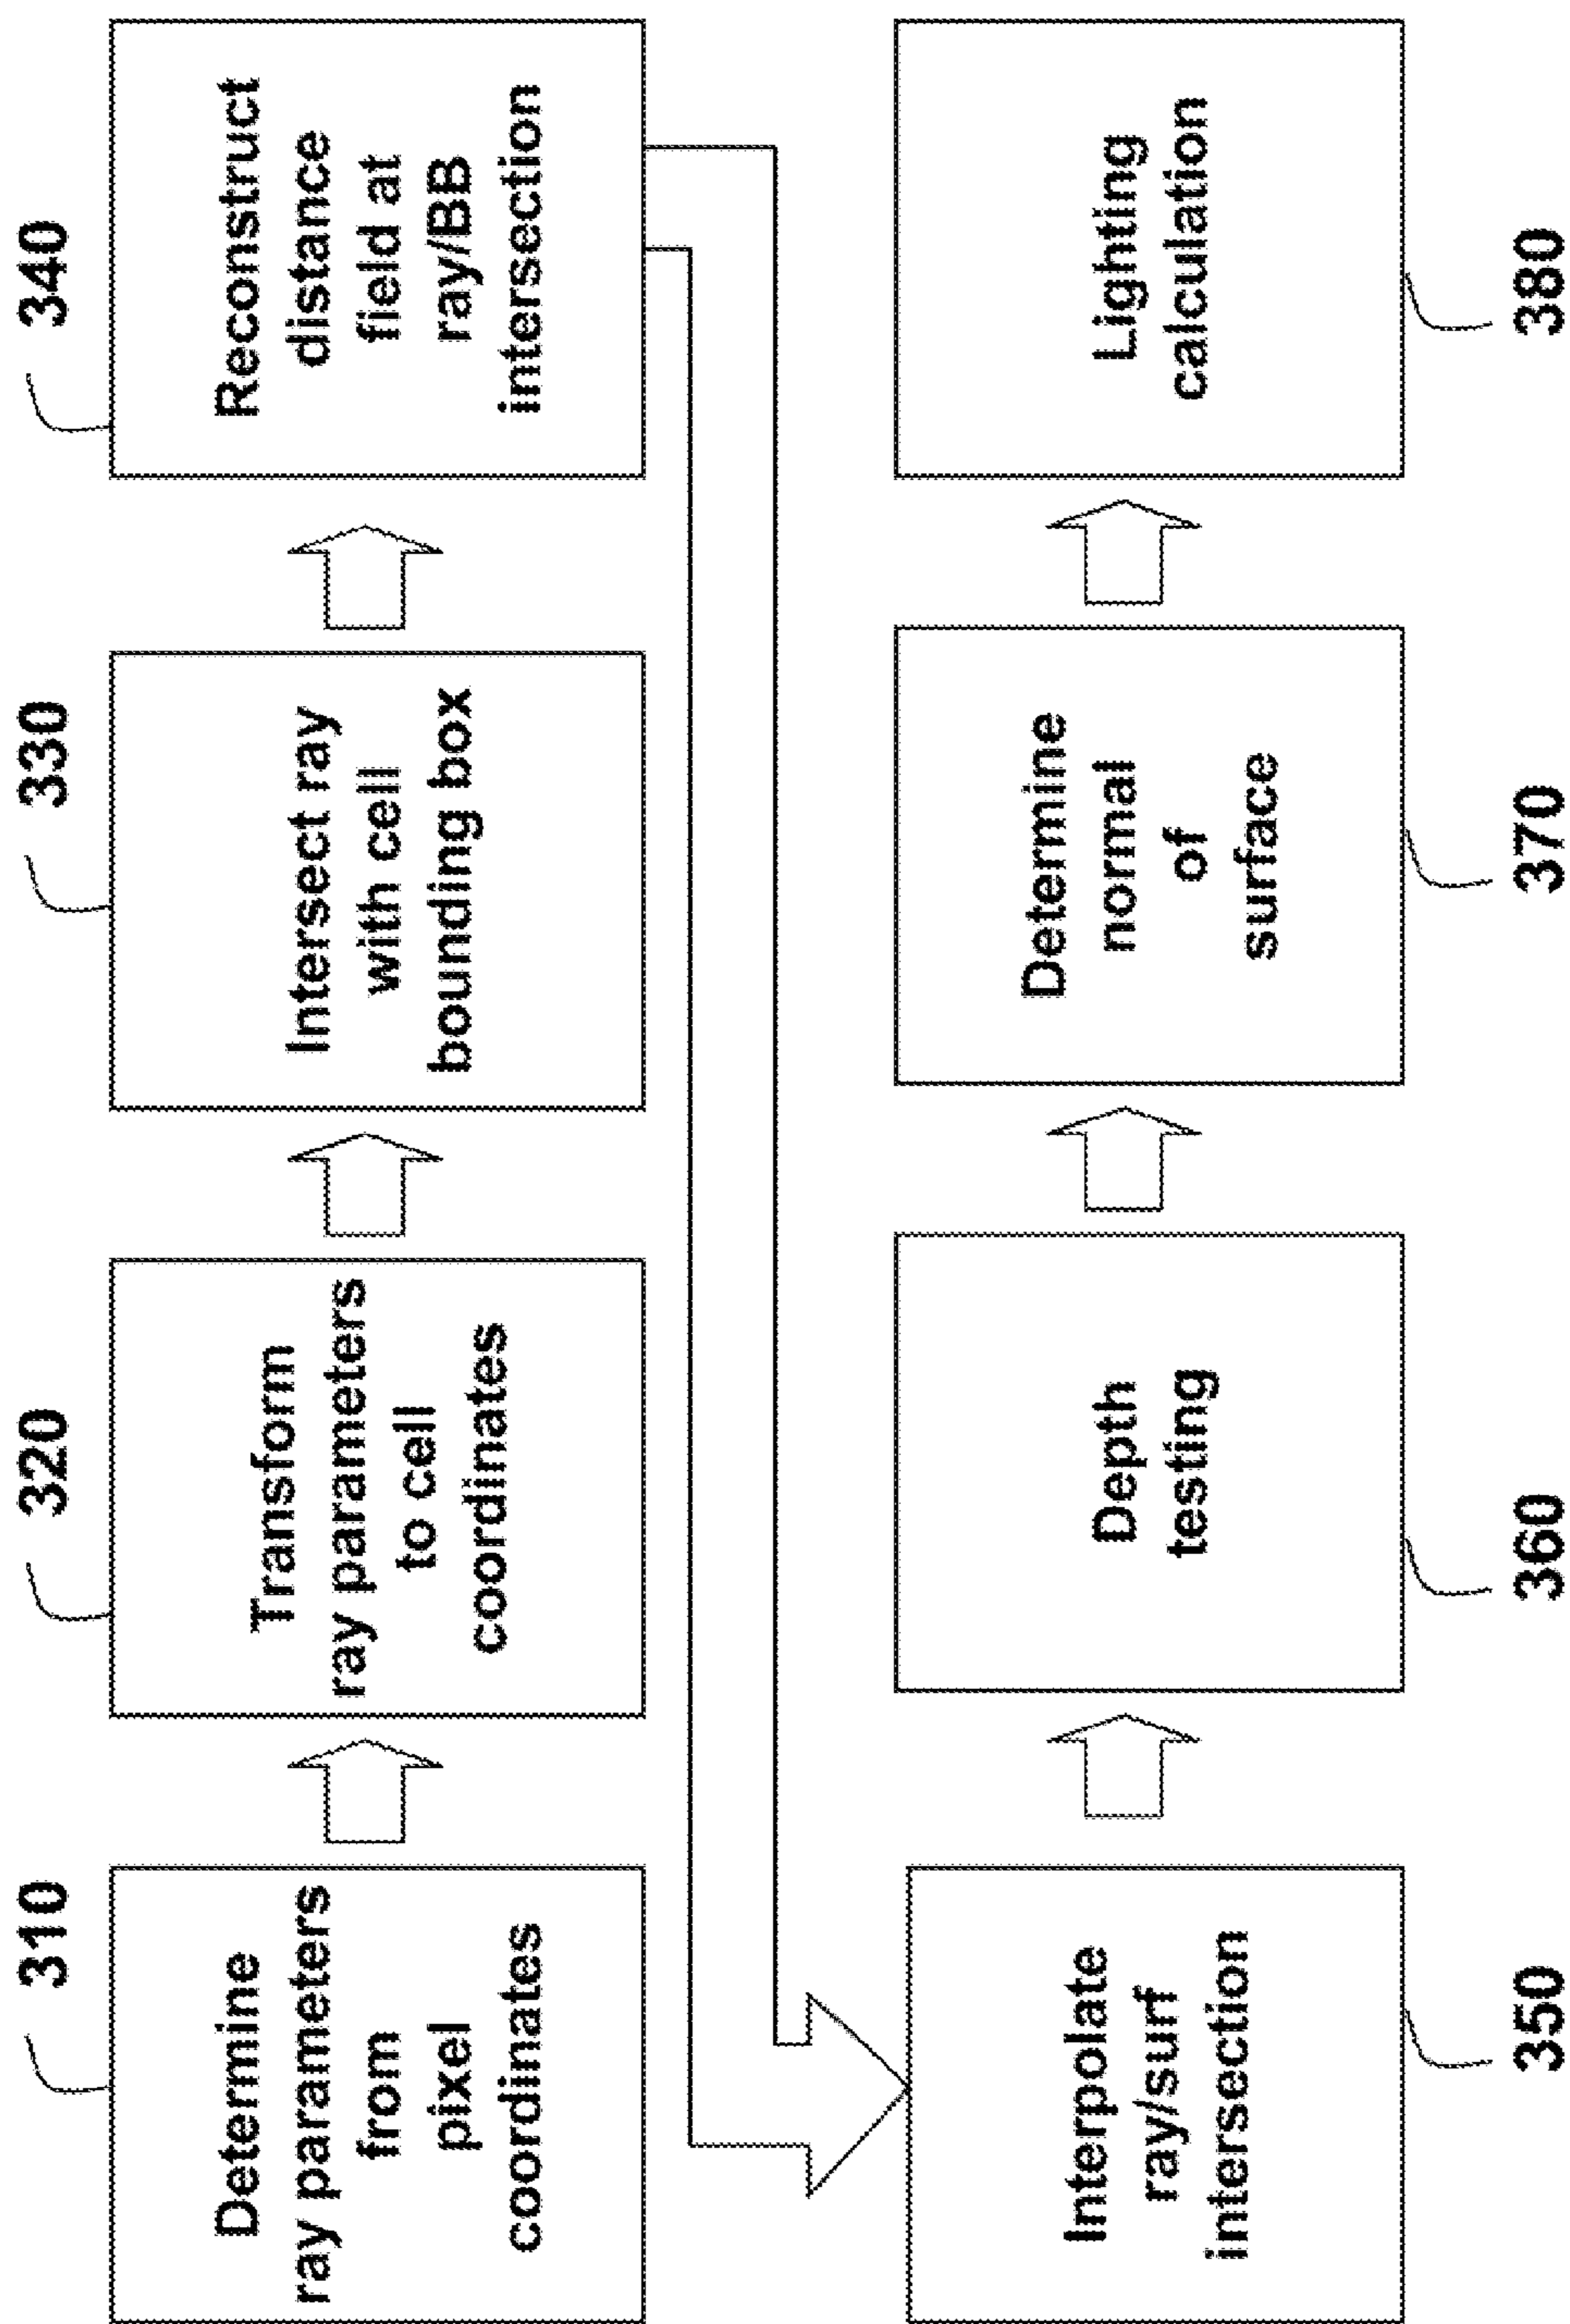 310
Determine
ray parameters
from
pixel
coordinates
320
Transform
ray parameters
to cell
coordinates
330
Intersect ray
with cell
bounding box
340
Reconstruct
distance
field at
ray/BB
intersection
Interpolate
ray/surf
intersection
350
Depth
testing
360
Determine
normal
of
surface
370
Lighting
calculation
380